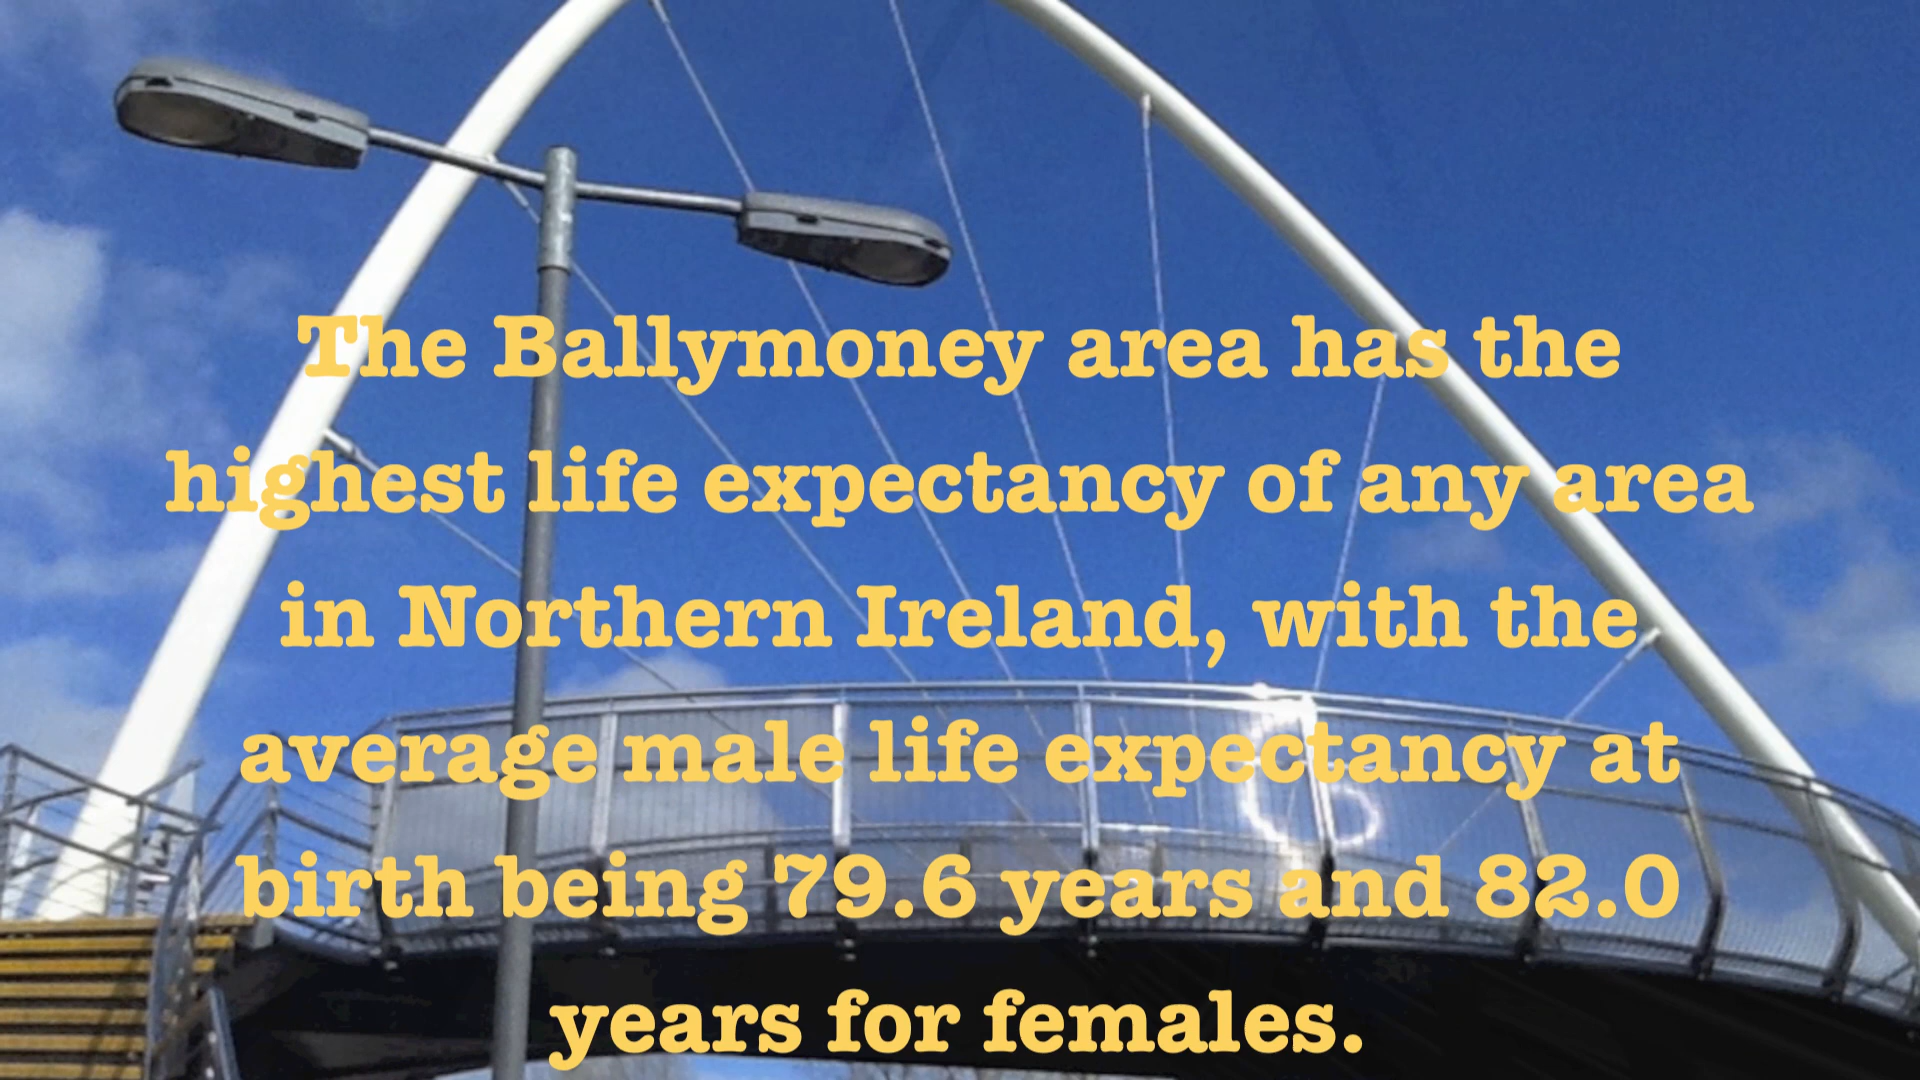 The Ballymoney area has the
highest life expectancy of any area
in Northern Ireland, with the
average male life expectancy at
birth being 79.6 years and 82.0
years for females.